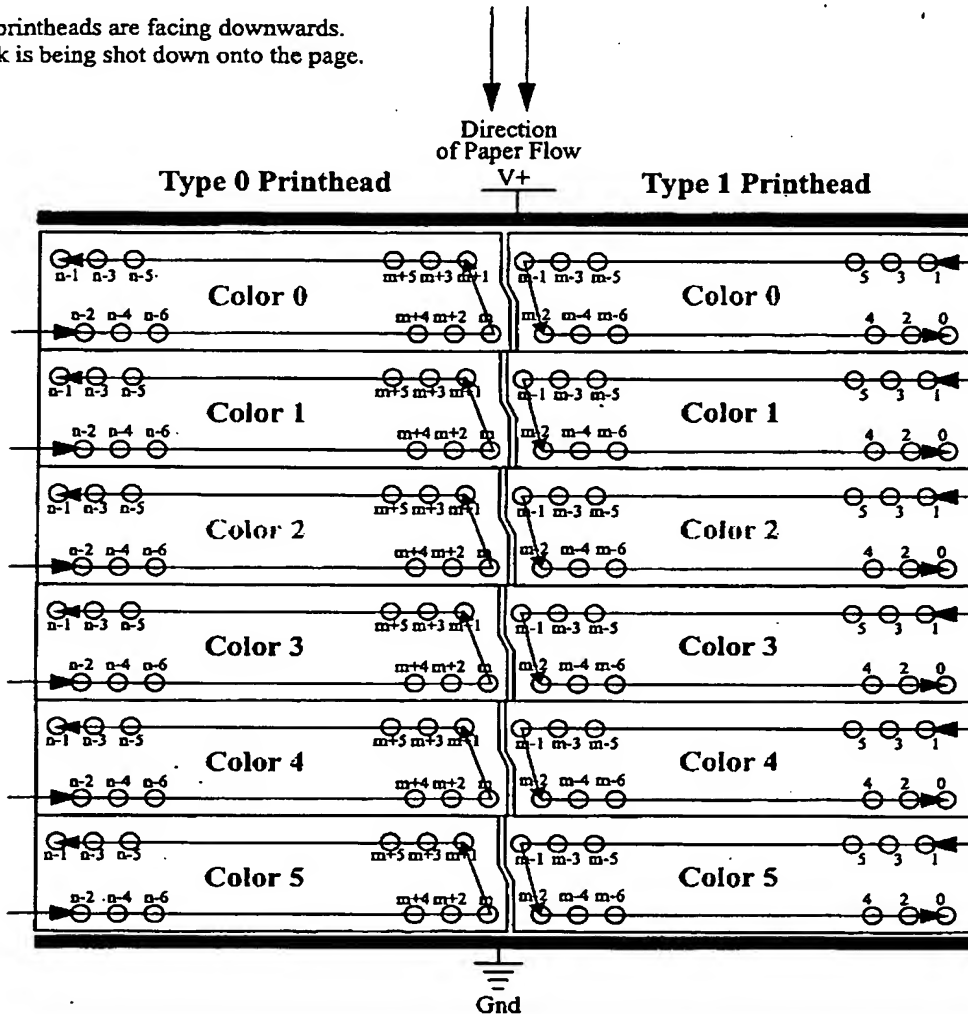 printheads are facing downwards.
k is being shot down onto the page.
Direction
of Paper Flow
Type 0 Printhead V+ Type 1 Printhead
n-1 n-3 n-5 m+5 m+3 m+1 m-1 m-3 m-5 5 3 1
Color 0 Color 0
n-2 n-4 n-6 m+4 m+2 m m-2 m-4 m-6 4 2 0
n-1 n-3 n-5 m+5 m+3 m+1 m-1 m-3 m-5 5 3 1
Color 1 Color 1
n-2 n-4 n-6 m+4 m+2 m m-2 m-4 m-6 4 2 0
n-1 n-3 n-5 m+5 m+3 m+1 m-1 m-3 m-5 5 3 1
Color 2 Color 2
n-2 n-4 n-6 m+4 m+2 m m-2 m-4 m-6 4 2 0
n-1 n-3 n-5 m+5 m+3 m+1 m-1 m-3 m-5 5 3 1
Color 3 Color 3
n-2 n-4 n-6 m+4 m+2 m m-2 m-4 m-6 4 2 0
n-1 n-3 n-5 m+5 m+3 m+1 m-1 m-3 m-5 5 3 1
Color 4 Color 4
n-2 n-4 n-6 m+4 m+2 m m-2 m-4 m-6 4 2 0
n-1 n-3 n-5 m+5 m+3 m+1 m-1 m-3 m-5 5 3 1
Color 5 Color 5
n-2 n-4 n-6 m+4 m+2 m m-2 m-4 m-6 4 2 0
Gnd